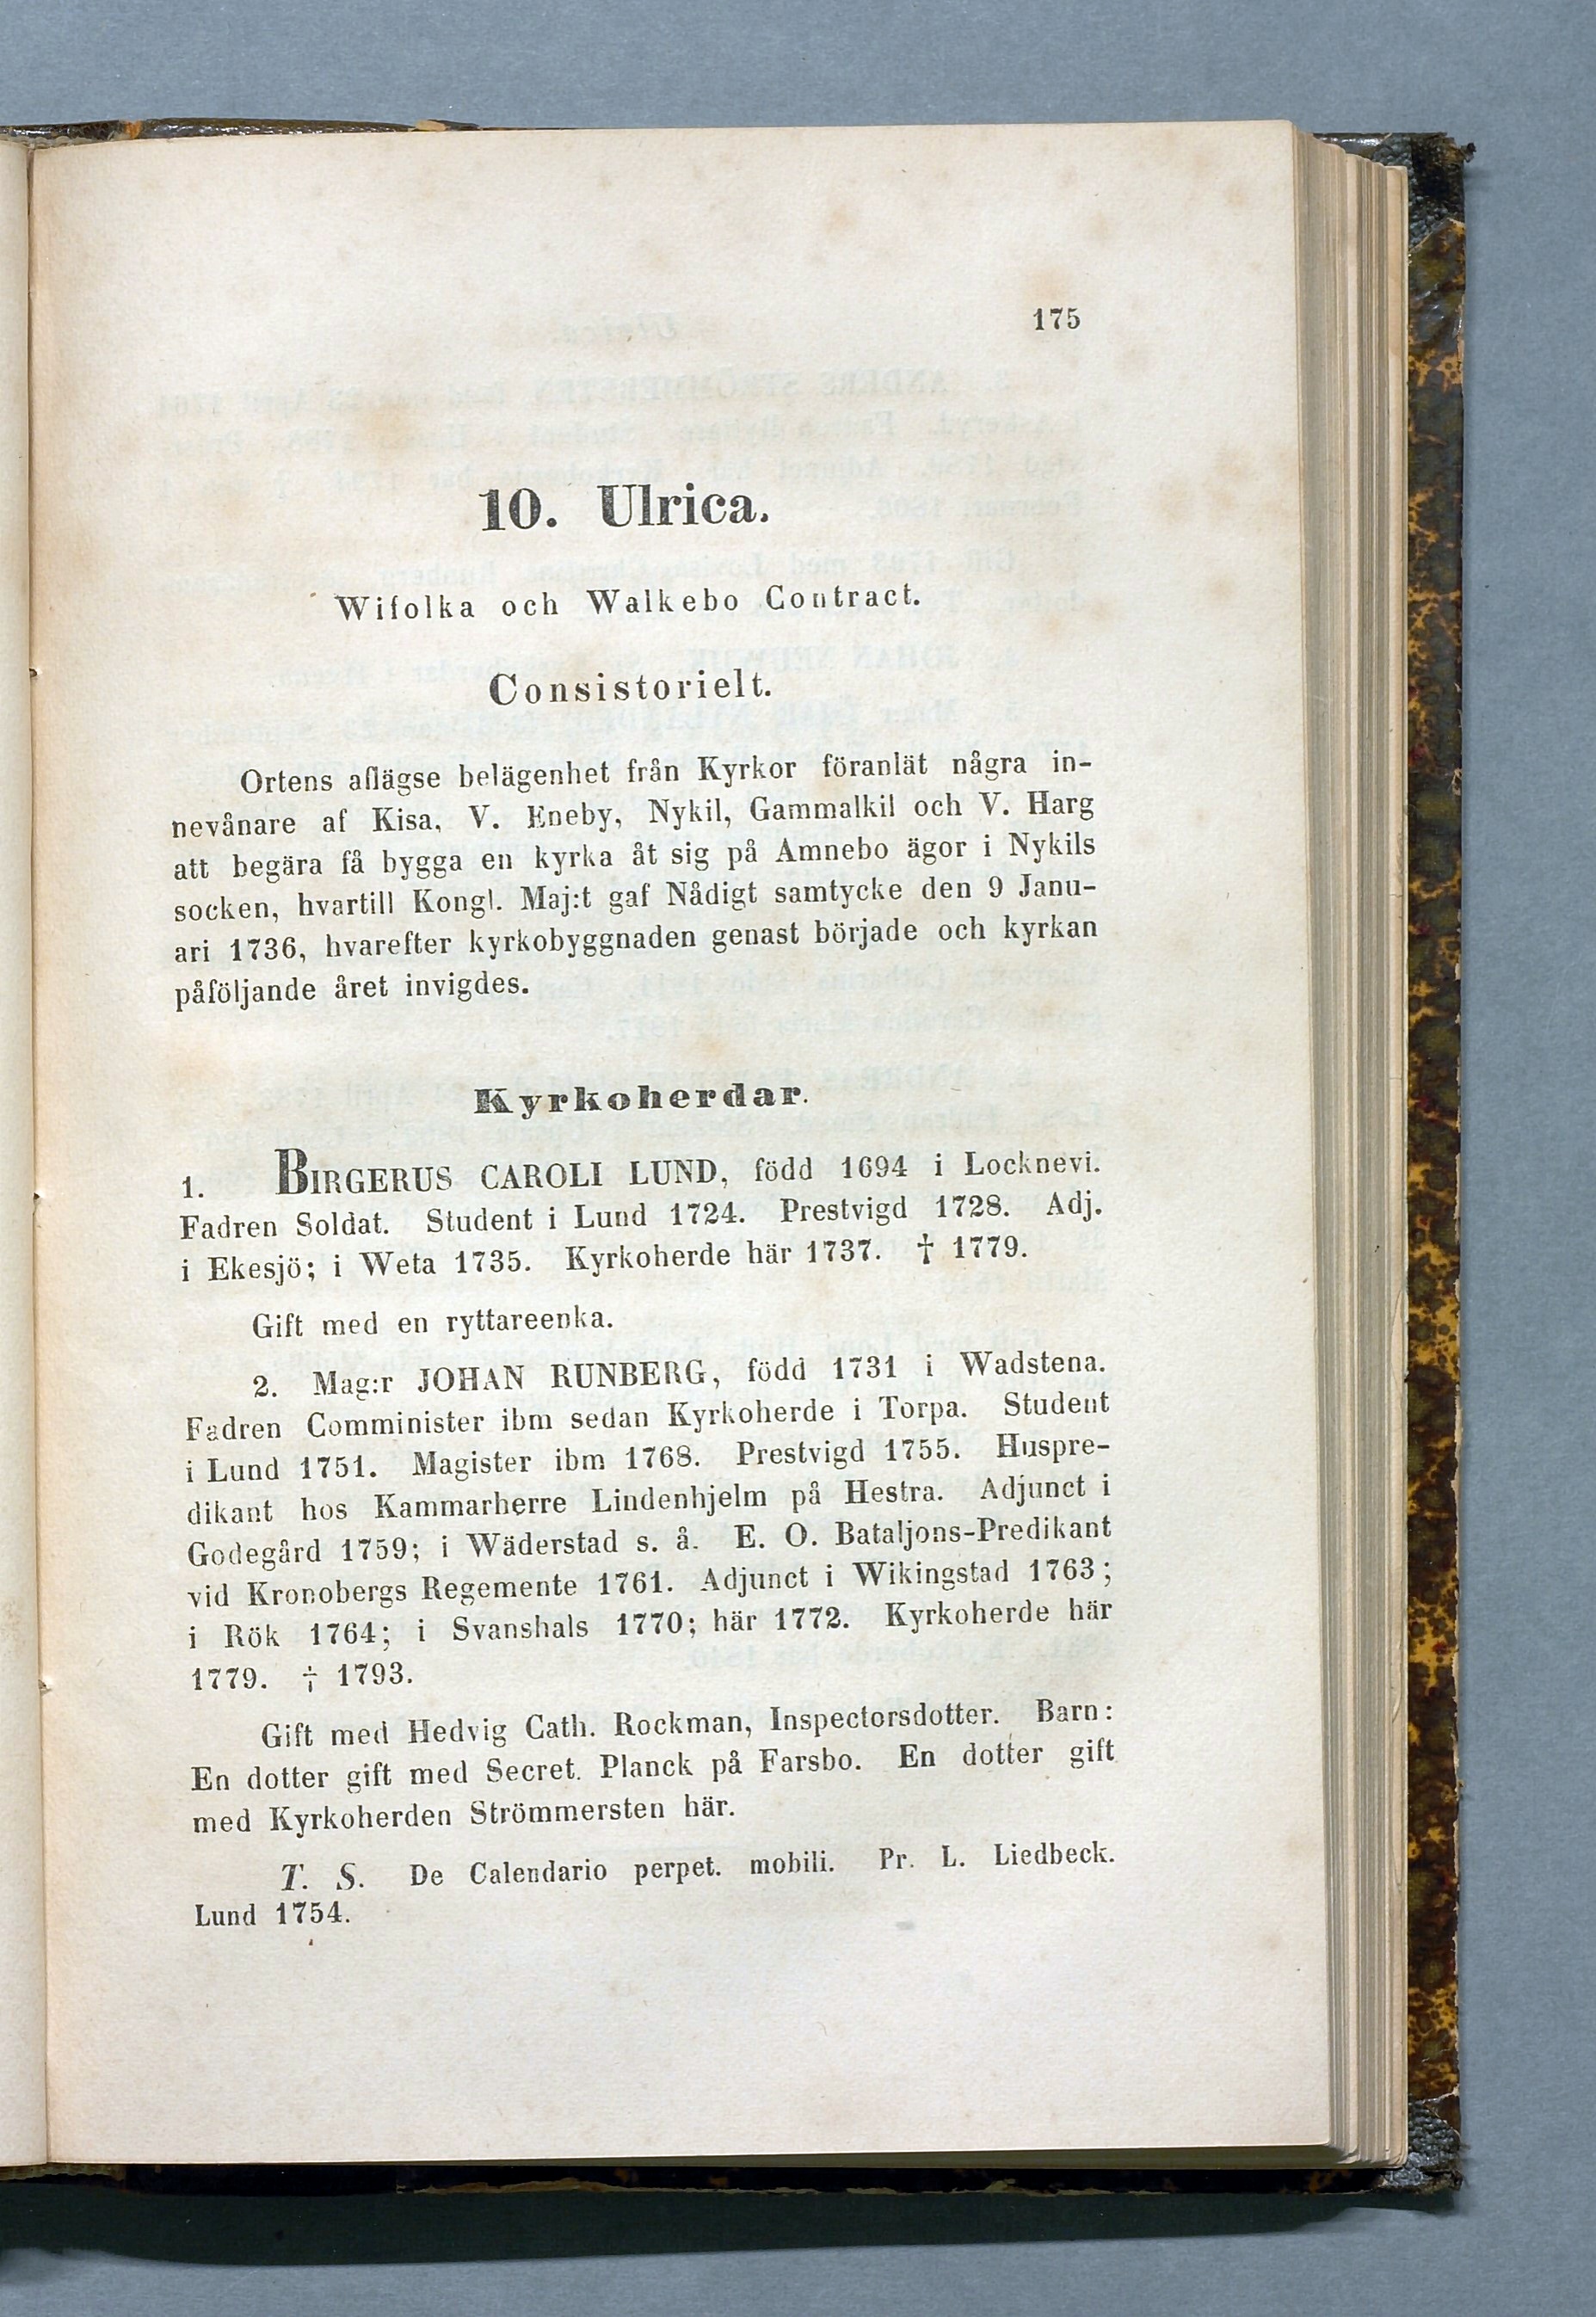 175
10. Ulrica.
Wifolka och Walkebo Contract.
Consistorielt.
Ortens aflägse belägenhet från Kyrkor föranlät några in-
nevånare af Kisa, V. Eneby, Nykil, Gammalkil och V. Harg
att begära få bygga en kyrka åt sig på Amnebo ägor i Nykils
socken, hvartill Kongl. Maj:t gaf Nådigt samtycke den 9 Janu-
ari 1736, hvarefter kyrkobyggnaden genast började och kyrkan
påföljande året invigdes.
Kyrkoherdar.
1. BIRGERUS CAROLI LUND, född 1694 i Locknevi.
Fadren Soldat. Student i Lund 1724. Prestvigd 1728. Adj.
i Ekesjö; i Weta 1735. Kyrkoherde här 1737. † 1779.
Gift med en ryttareenka.
2. Mag:r JOHAN RUNBERG, född 1731 i Wadstena.
Fadren Comminister ibm sedan Kyrkoherde i Torpa. Student
i Lund 1751. Magister ibm 1768. Prestvigd 1755. Huspre-
dikant hos Kammarherre Lindenhjelm på Hestra. Adjunct i
Godegård 1759; i Wäderstad s. å. E. O. Bataljons-Predikant
vid Kronobergs Regemente 1761. Adjunct i Wikingstad 1763;
i Rök 1764; i Svanshals 1770; här 1772. Kyrkoherde här
1779. † 1793.
Gift med Hedvig Cath. Rockman, Inspectorsdotter. Barn:
En dotter gift med Secret. Planck på Farsbo. En dotter gift
med Kyrkoherden Strömmersten här.
T. S. De Calendario perpet. mobili. Pr. L. Liedbeck.
Lund 1754.